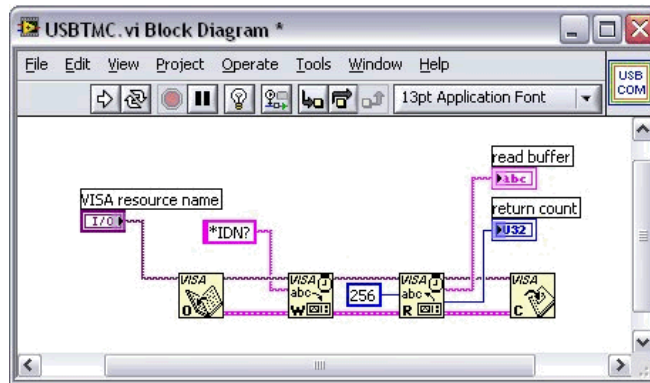 USBTMC.vi Block Diagram *
File Edit View Project Operate Tools Window Help
USB
COM
13pt Application Font
read buffer
abc
VISA resource name
I/O
return count
U32
*IDN?
VISA
O
VISA
abc
W
256
VISA
abc
R
VISA
C